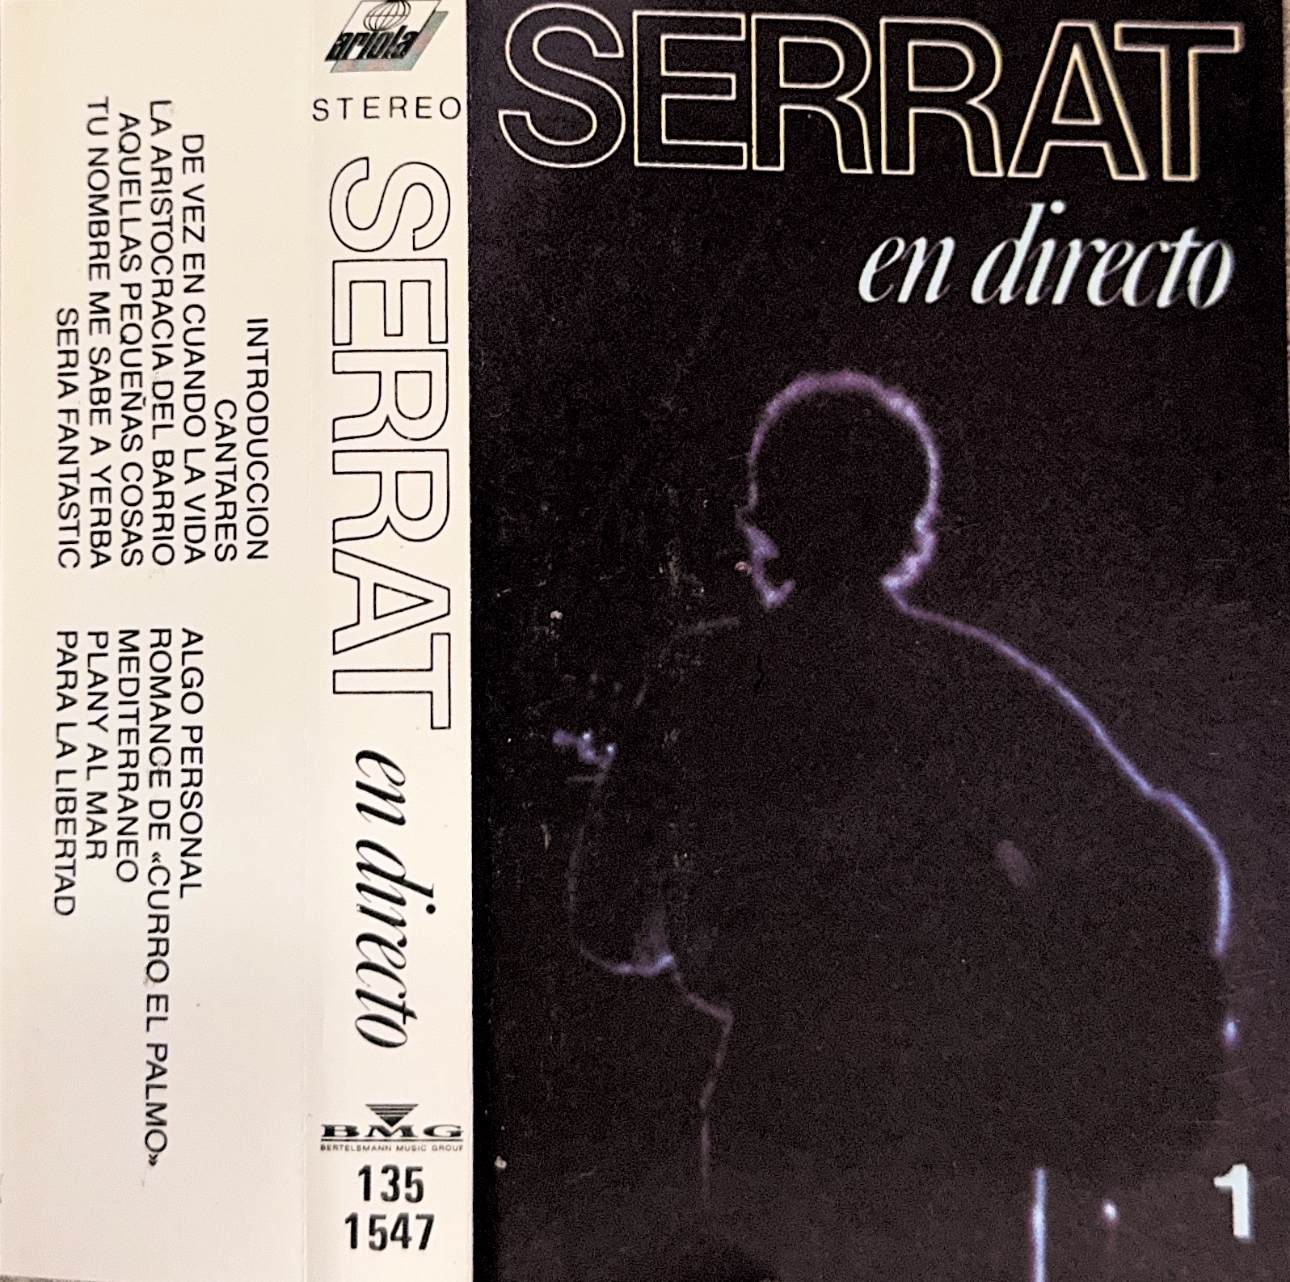 INTRODUCCION
CANTARES
DE VEZ EN CUANDO LA VIDA
LA ARISTOCRACIA DEL BARRIO
AQUELLAS PEQUEÑAS COSAS
TU NOMBRE ME SABE A YERBA
SERIA FANTASTIC
ALGO PERSONAL
ROMANCE DE «CURRO EL PALMO»
MEDITERRANEO
PLANY AL MAR
PARA LA LIBERTAD
ariola
STEREO
SERRAT en directo
BMG
BERTELSMANN MUSIC GROUP
135
1547
SERRAT
en directo
1